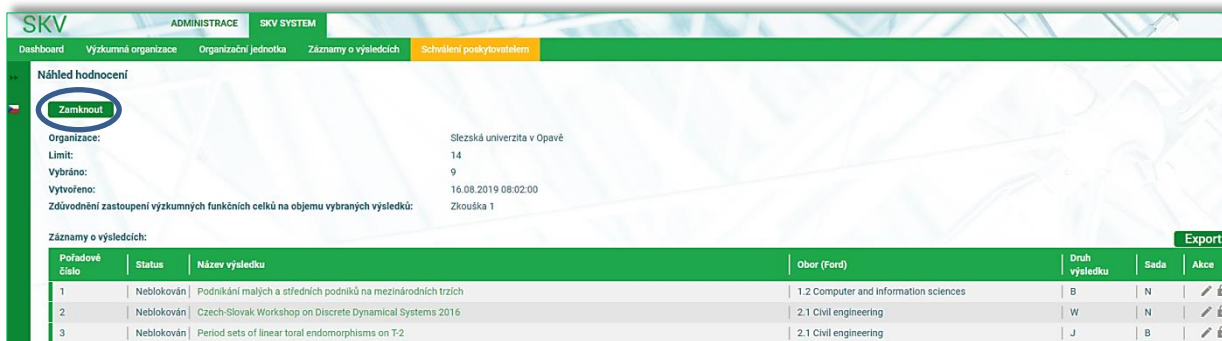 SKV
ADMINISTRACE SKV SYSTEM
Dashboard Výzkumná organizace Organizační jednotka Záznamy o výsledcích Schválení poskytovatelem
Náhled hodnocení
Zamknout
Organizace: Slezská univerzita v Opavě
Limit: 14
Vybráno: 9
Vytvořeno: 16.08.2019 08:02:00
Zdůvodnění zastoupení výzkumných funkčních celků na objemu vybraných výsledků: Zkouška 1
Záznamy o výsledcích: Export
Pořadové číslo Status Název výsledku Obor (Ford) Druh výsledku Sada Akce
1 Neblokován Podnikání malých a středních podniků na mezinárodních trzích 1.2 Computer and information sciences B N
2 Neblokován Czech-Slovak Workshop on Discrete Dynamical Systems 2016 2.1 Civil engineering W N
3 Neblokován Period sets of linear toral endomorphisms on T-2 2.1 Civil engineering J B